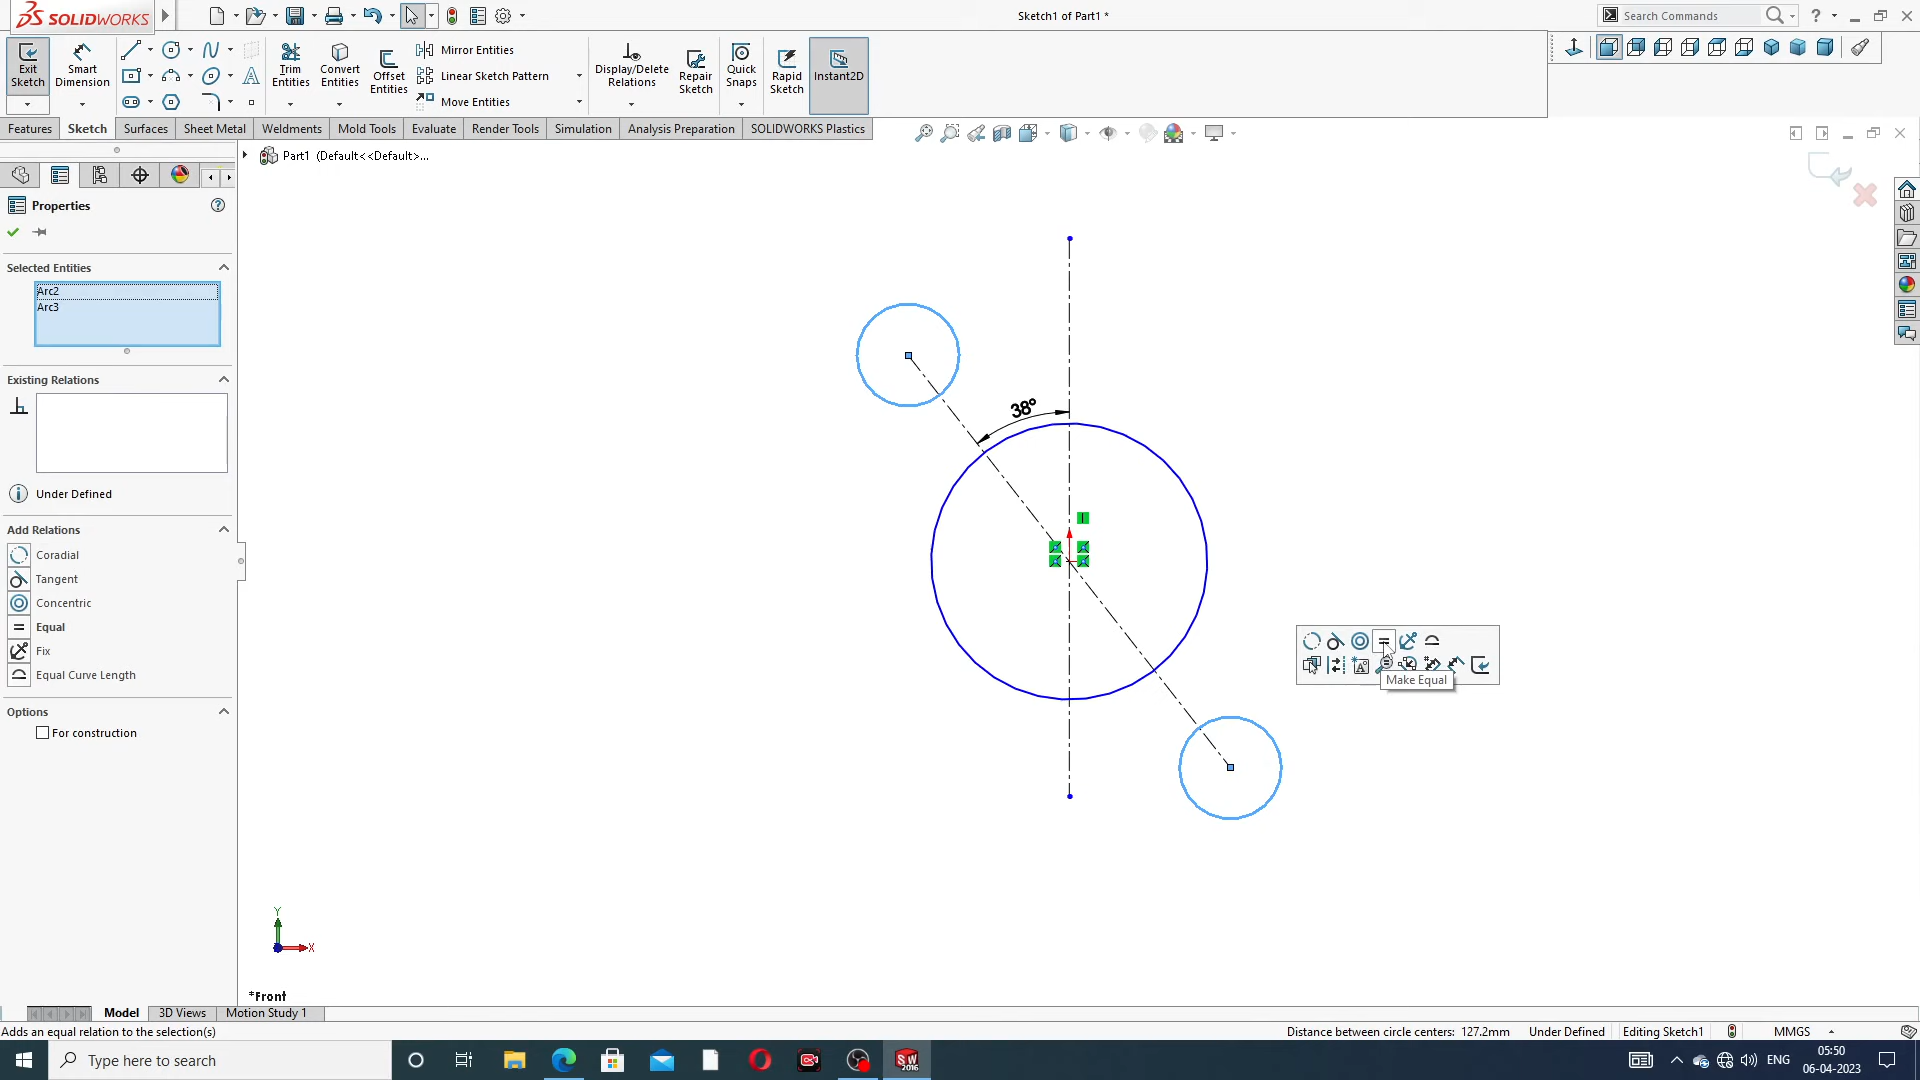 SOLIDWORKS
Sketch1 of Part1 *
Search Commands
Exit Sketch
Smart Dimension
Trim Entities
Convert Entities
Offset Entities
Mirror Entities
Linear Sketch Pattern
Move Entities
Display/Delete Relations
Repair Sketch
Quick Snaps
Rapid Sketch
Instant2D
Features
Sketch
Surfaces
Sheet Metal
Weldments
Mold Tools
Evaluate
Render Tools
Simulation
Analysis Preparation
SOLIDWORKS Plastics
Part1 (Default<<Default>...
Properties
Selected Entities
Arc2
Arc3
Existing Relations
Under Defined
Add Relations
Coradial
Tangent
Concentric
Equal
Fix
Equal Curve Length
Options
For construction
38°
Make Equal
Y
X
*Front
Model
3D Views
Motion Study 1
Adds an equal relation to the selection(s)
Distance between circle centers: 127.2mm
Under Defined
Editing Sketch1
MMGS
Type here to search
SW
2016
ENG
05:50
06-04-2023